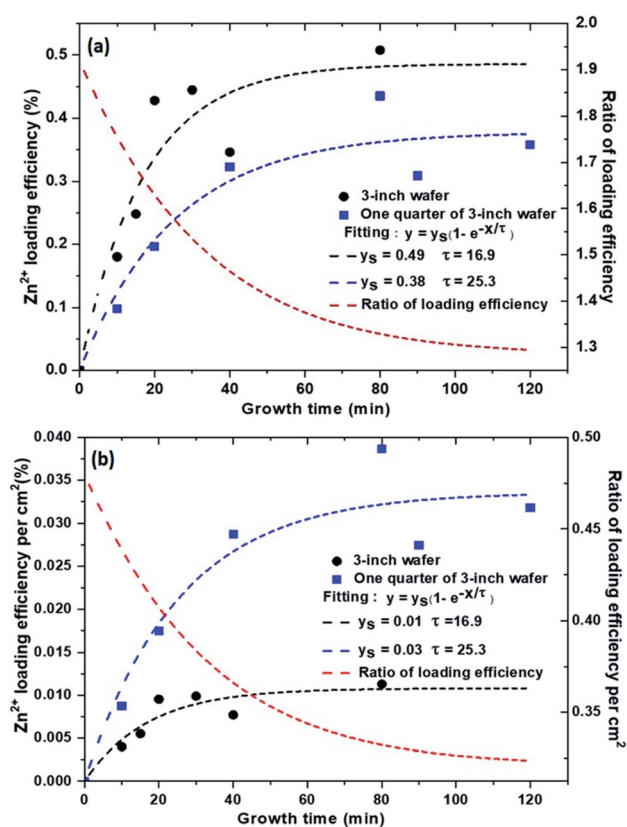 (a)
Zn2+ loading efficiency (%)
0.5
0.4
0.3
0.2
0.1
0.0
2.0
1.9
1.8
1.7
1.6
1.5
1.4
1.3
Ratio of loading efficiency
3-inch wafer
One quarter of 3-inch wafer
Fitting : y = ys(1- e-x/τ)
ys = 0.49 τ =16.9
ys = 0.38 τ =25.3
Ratio of loading efficiency
0 20 40 60 80 100 120
Growth time (min)
(b)
Zn2+ loading efficiency per cm2(%)
0.040
0.035
0.030
0.025
0.020
0.015
0.010
0.005
0.000
0.50
0.45
0.40
0.35
Ratio of loading efficiency per cm2
3-inch wafer
One quarter of 3-inch wafer
Fitting : y = ys(1- e-x/τ)
ys = 0.01 τ =16.9
ys = 0.03 τ =25.3
Ratio of loading efficiency
0 20 40 60 80 100 120
Growth time (min)